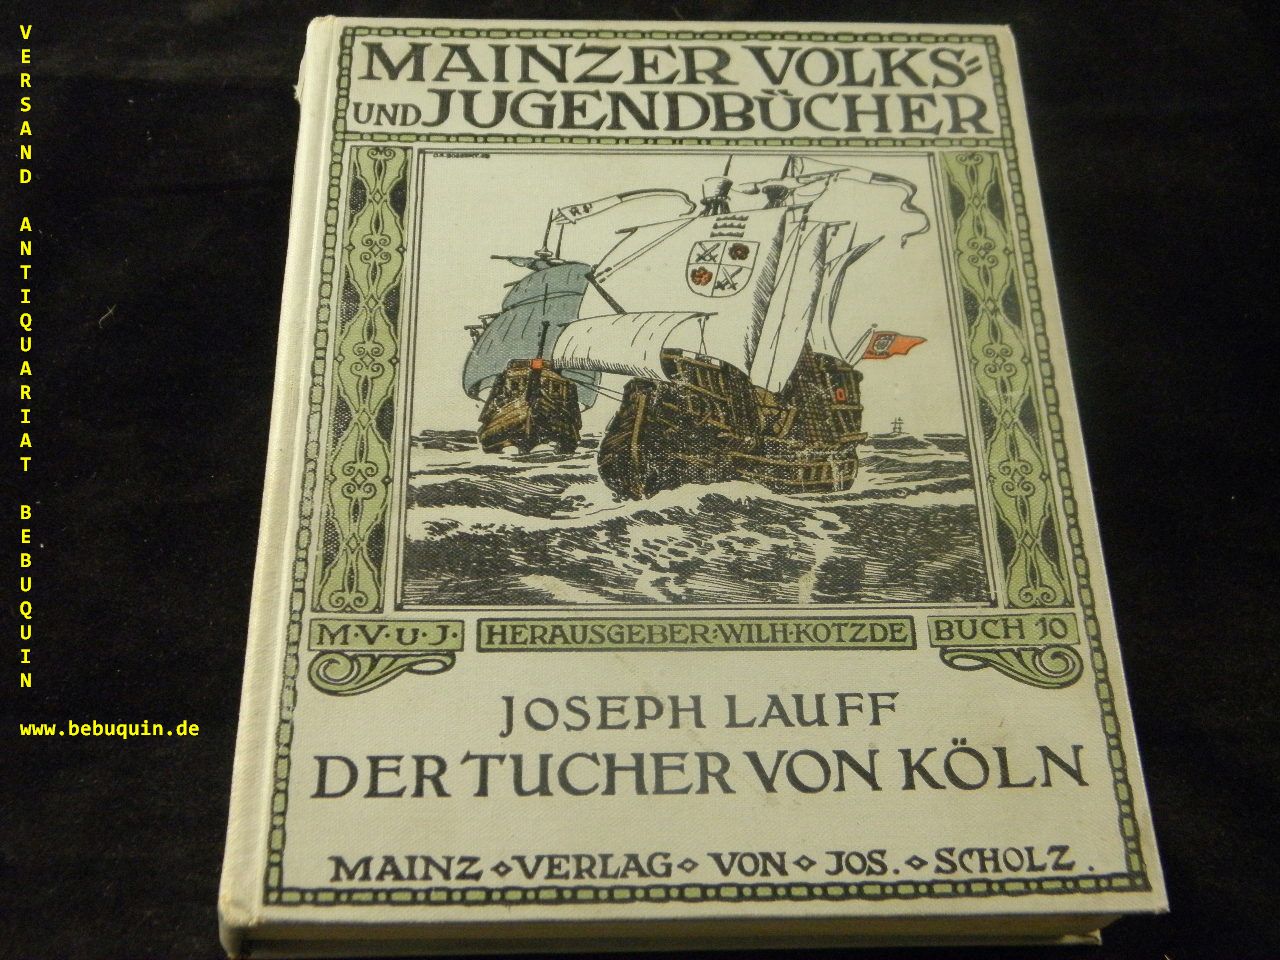 VERSAND ANTIQUARIAT BEBUQUIN
www.bebuquin.de
MAINZER VOLKS=
UND JUGENDBÜCHER
M·V·U·J·
HERAUSGEBER·WILH·KOTZDE
BUCH 10
JOSEPH LAUFF
DER TUCHER VON KÖLN
MAINZ ⋄ VERLAG ⋄ VON ⋄ JOS. ⋄ SCHOLZ.